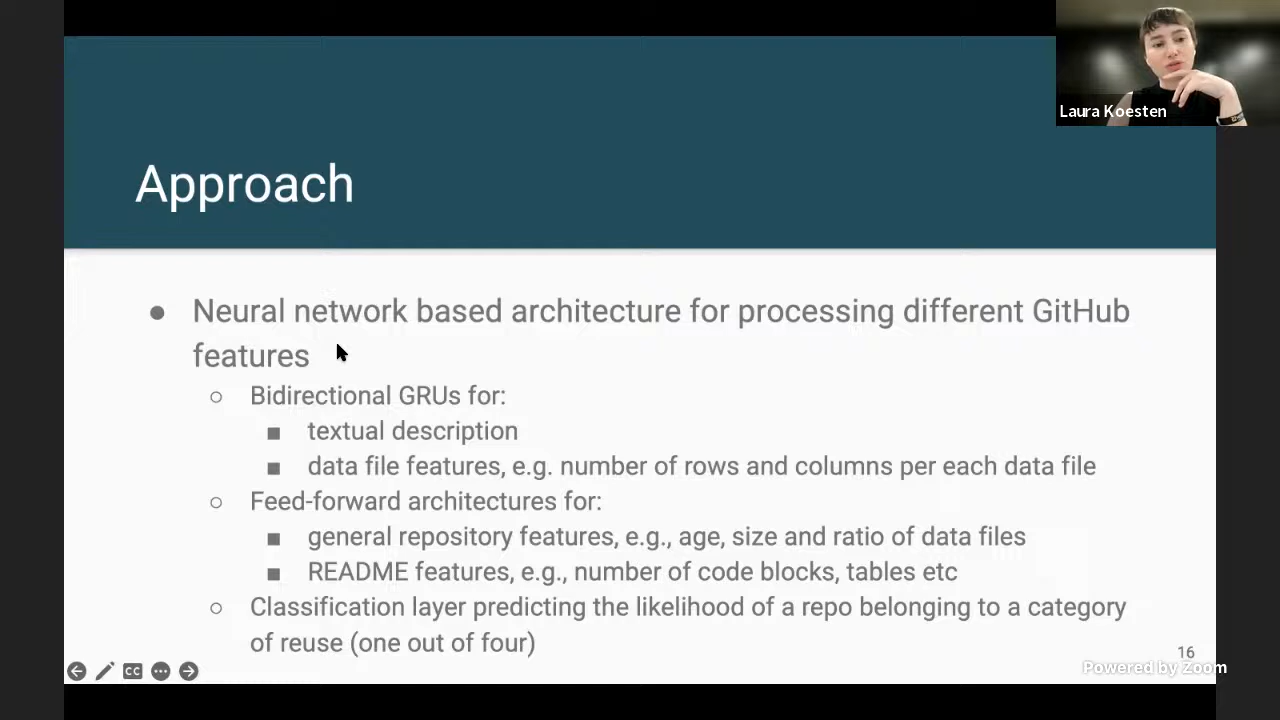 Laura Koesten
Approach
● Neural network based architecture for processing different GitHub
features
○ Bidirectional GRUs for:
■ textual description
■ data file features, e.g. number of rows and columns per each data file
○ Feed-forward architectures for:
■ general repository features, e.g., age, size and ratio of data files
■ README features, e.g., number of code blocks, tables etc
○ Classification layer predicting the likelihood of a repo belonging to a category
of reuse (one out of four)
16
CC
Powered by Zoom